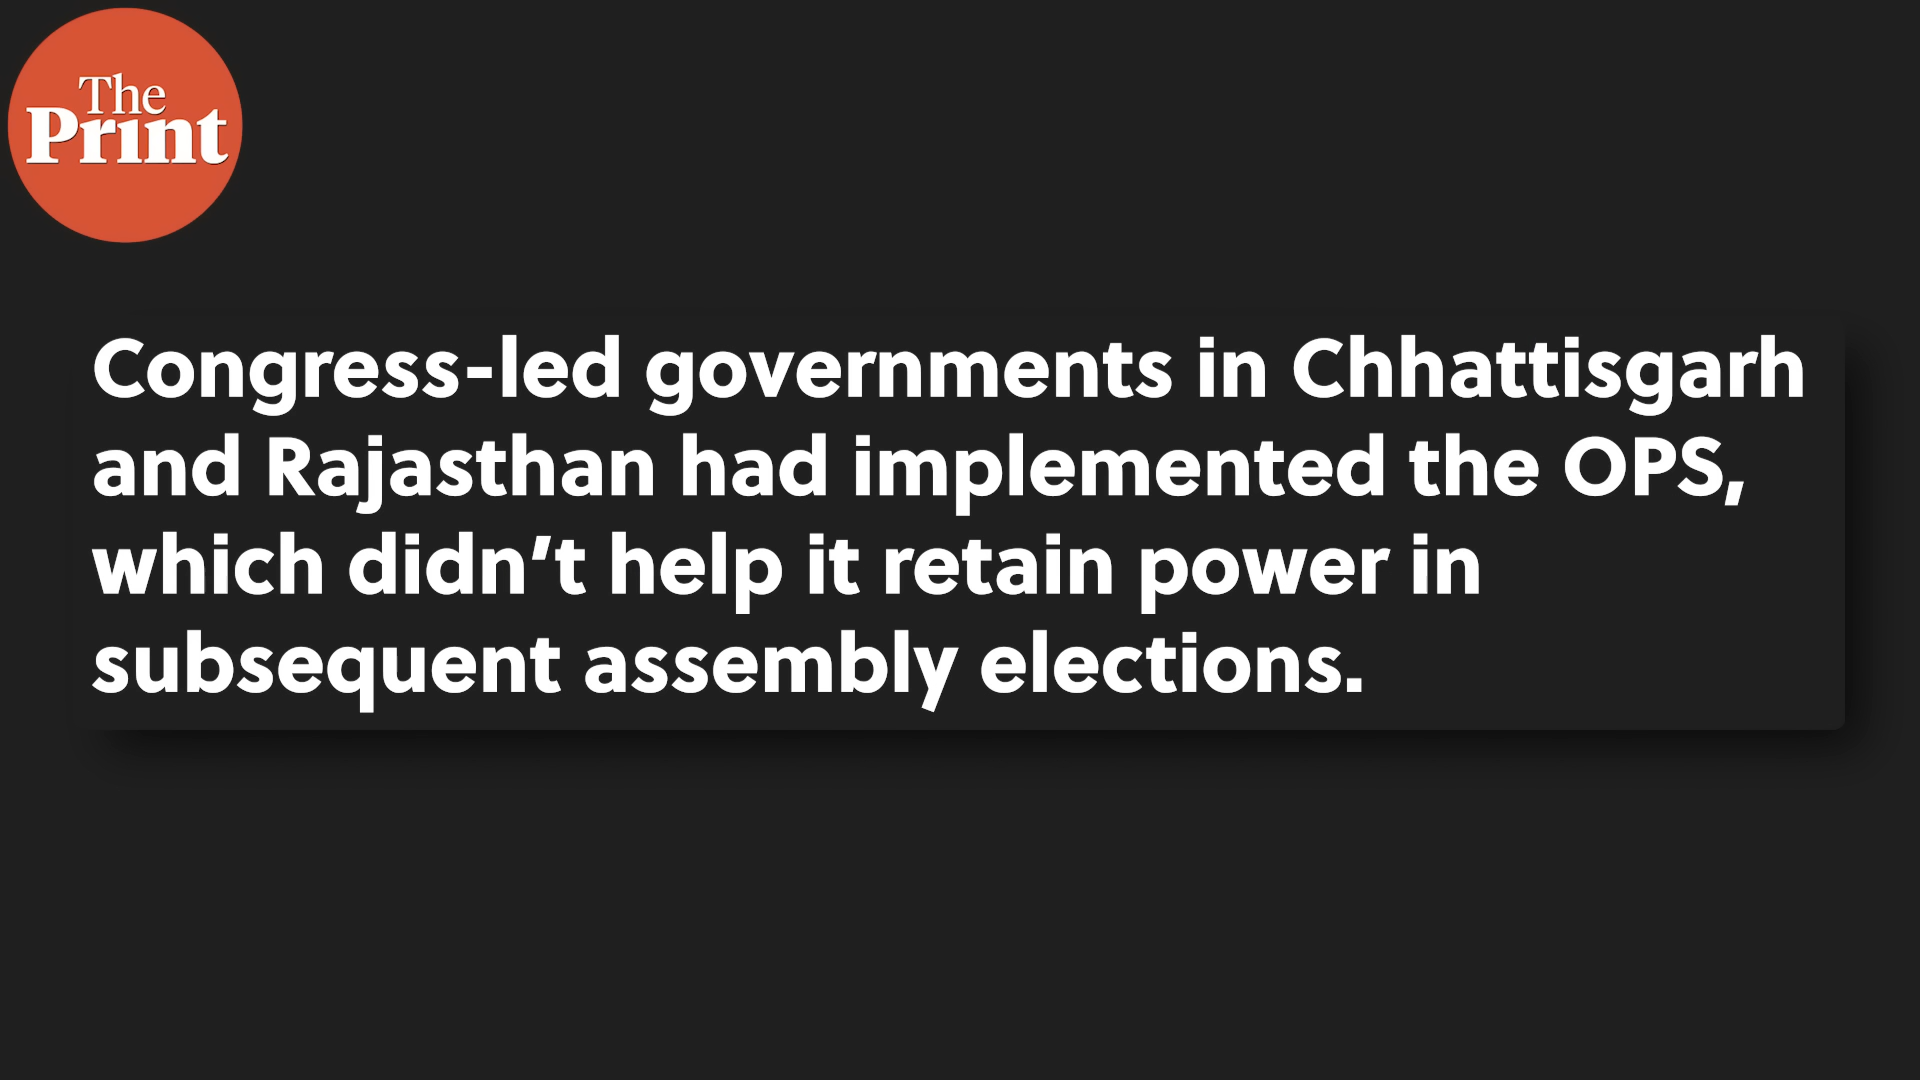 The
Print
Congress-led governments in Chhattisgarh
and Rajasthan had implemented the OPS,
which didn’t help it retain power in
subsequent assembly elections.